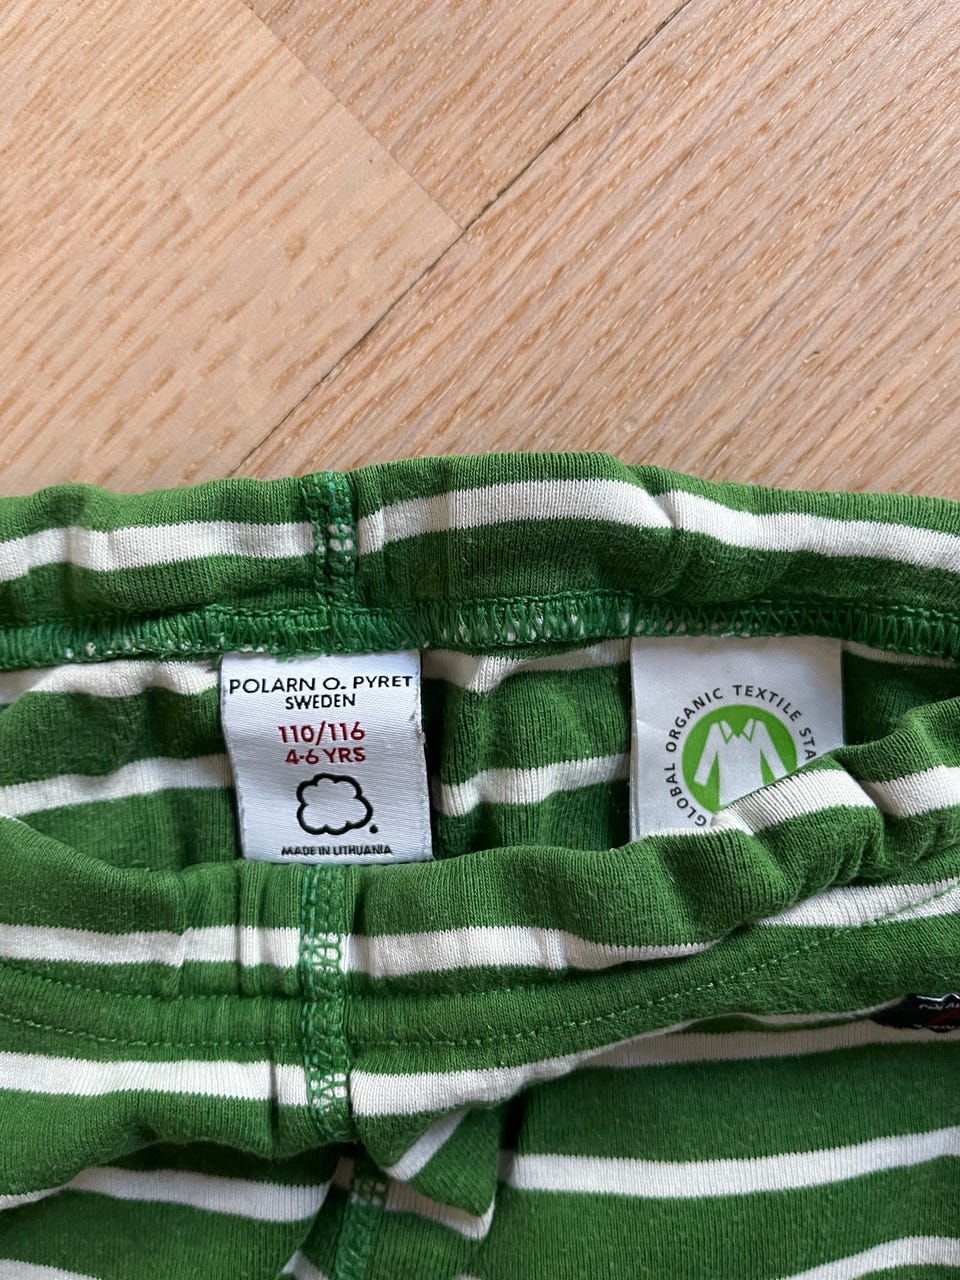 POLARN O. PYRET
SWEDEN
110/116
4-6 YRS
MADE IN LITHUANIA
GLOBAL ORGANIC TEXTILE STA